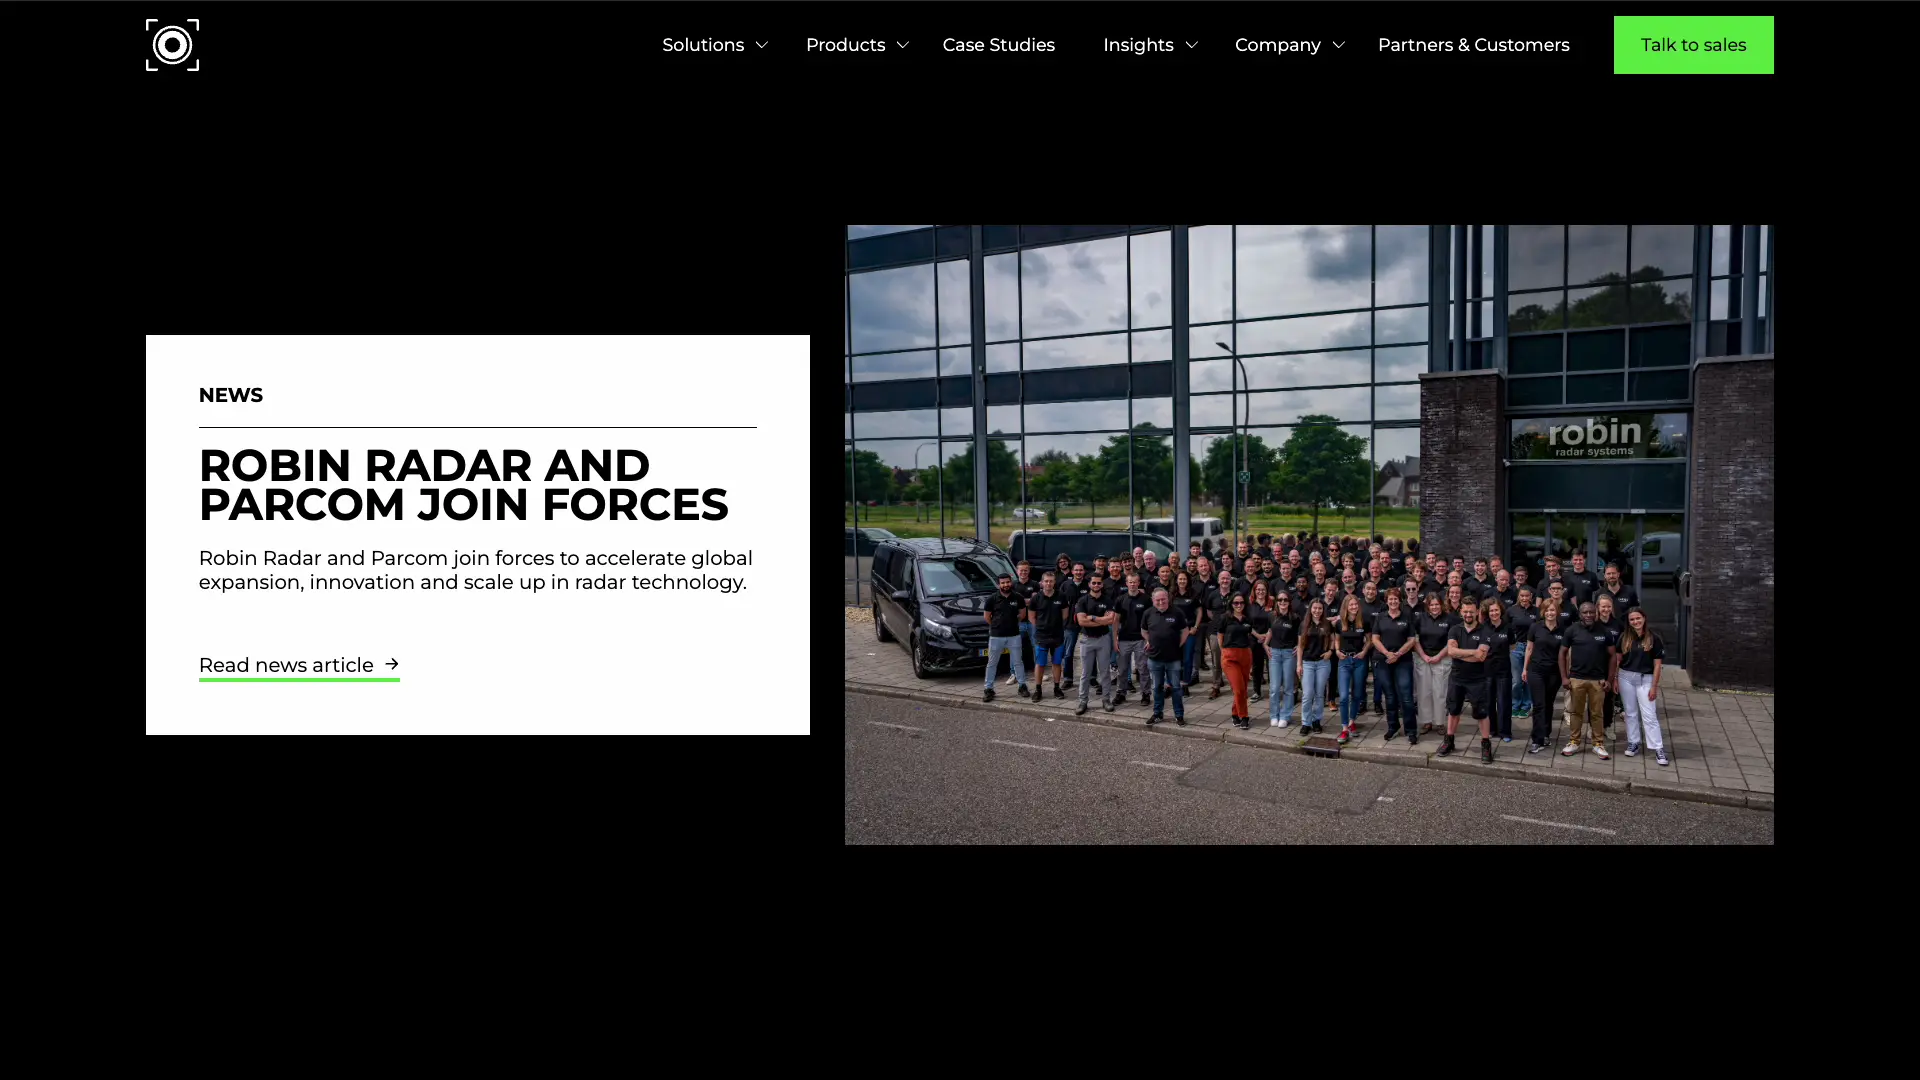 Solutions
Products
Case Studies
Insights
Company
Partners & Customers
Talk to sales
NEWS
ROBIN RADAR AND
PARCOM JOIN FORCES
Robin Radar and Parcom join forces to accelerate global
expansion, innovation and scale up in radar technology.
Read news article
robin
radar systems